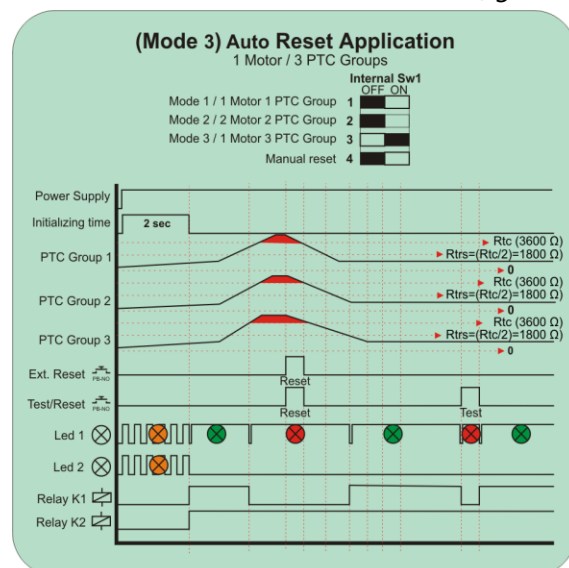 (Mode 3) Auto Reset Application
1 Motor / 3 PTC Groups
Internal Sw1
OFF ON
Mode 1 / 1 Motor 1 PTC Group 1
Mode 2 / 2 Motor 2 PTC Group 2
Mode 3 / 1 Motor 3 PTC Group 3
Manual reset 4
Power Supply
Initializing time 2 sec
Rtc (3600 Ω)
PTC Group 1 Rtrs=(Rtc/2)=1800 Ω)
0
Rtc (3600 Ω)
PTC Group 2 Rtrs=(Rtc/2)=1800 Ω)
0
Rtc (3600 Ω)
PTC Group 3 Rtrs=(Rtc/2)=1800 Ω)
0
Ext. Reset PB-NO Reset
Test/Reset PB-NO Reset Test
Led 1
Led 2
Relay K1
Relay K2